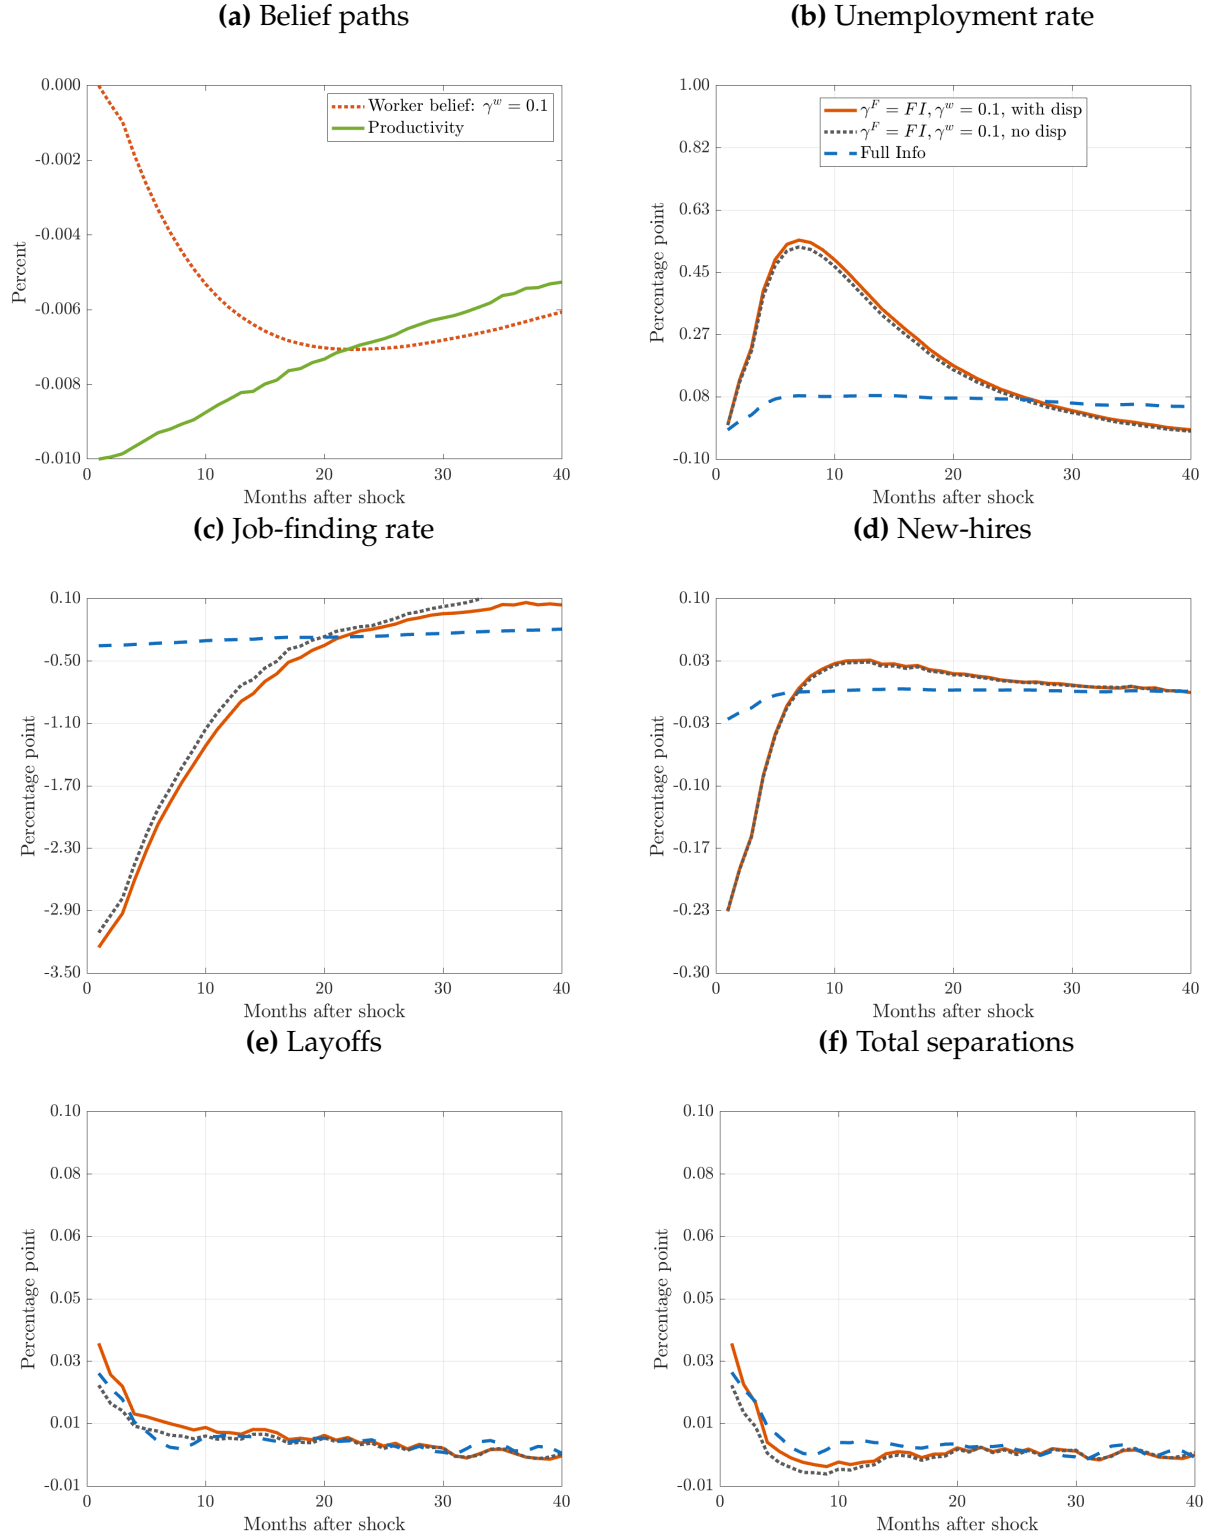 (a) Belief paths
0.000
-0.002
-0.004
-0.006
-0.008
-0.010
Percent
Worker belief: γʷ = 0.1
Productivity
0 10 20 30 40
Months after shock
(b) Unemployment rate
1.00
0.82
0.63
0.45
0.27
0.08
-0.10
Percentage point
γᶠ = FI, γʷ = 0.1, with disp
γᶠ = FI, γʷ = 0.1, no disp
Full Info
0 10 20 30 40
Months after shock
(c) Job-finding rate
0.10
-0.50
-1.10
-1.70
-2.30
-2.90
-3.50
Percentage point
0 10 20 30 40
Months after shock
(d) New-hires
0.10
0.03
-0.03
-0.10
-0.17
-0.23
-0.30
Percentage point
0 10 20 30 40
Months after shock
(e) Layoffs
0.10
0.08
0.06
0.05
0.03
0.01
-0.01
Percentage point
0 10 20 30 40
Months after shock
(f) Total separations
0.10
0.08
0.06
0.05
0.03
0.01
-0.01
Percentage point
0 10 20 30 40
Months after shock